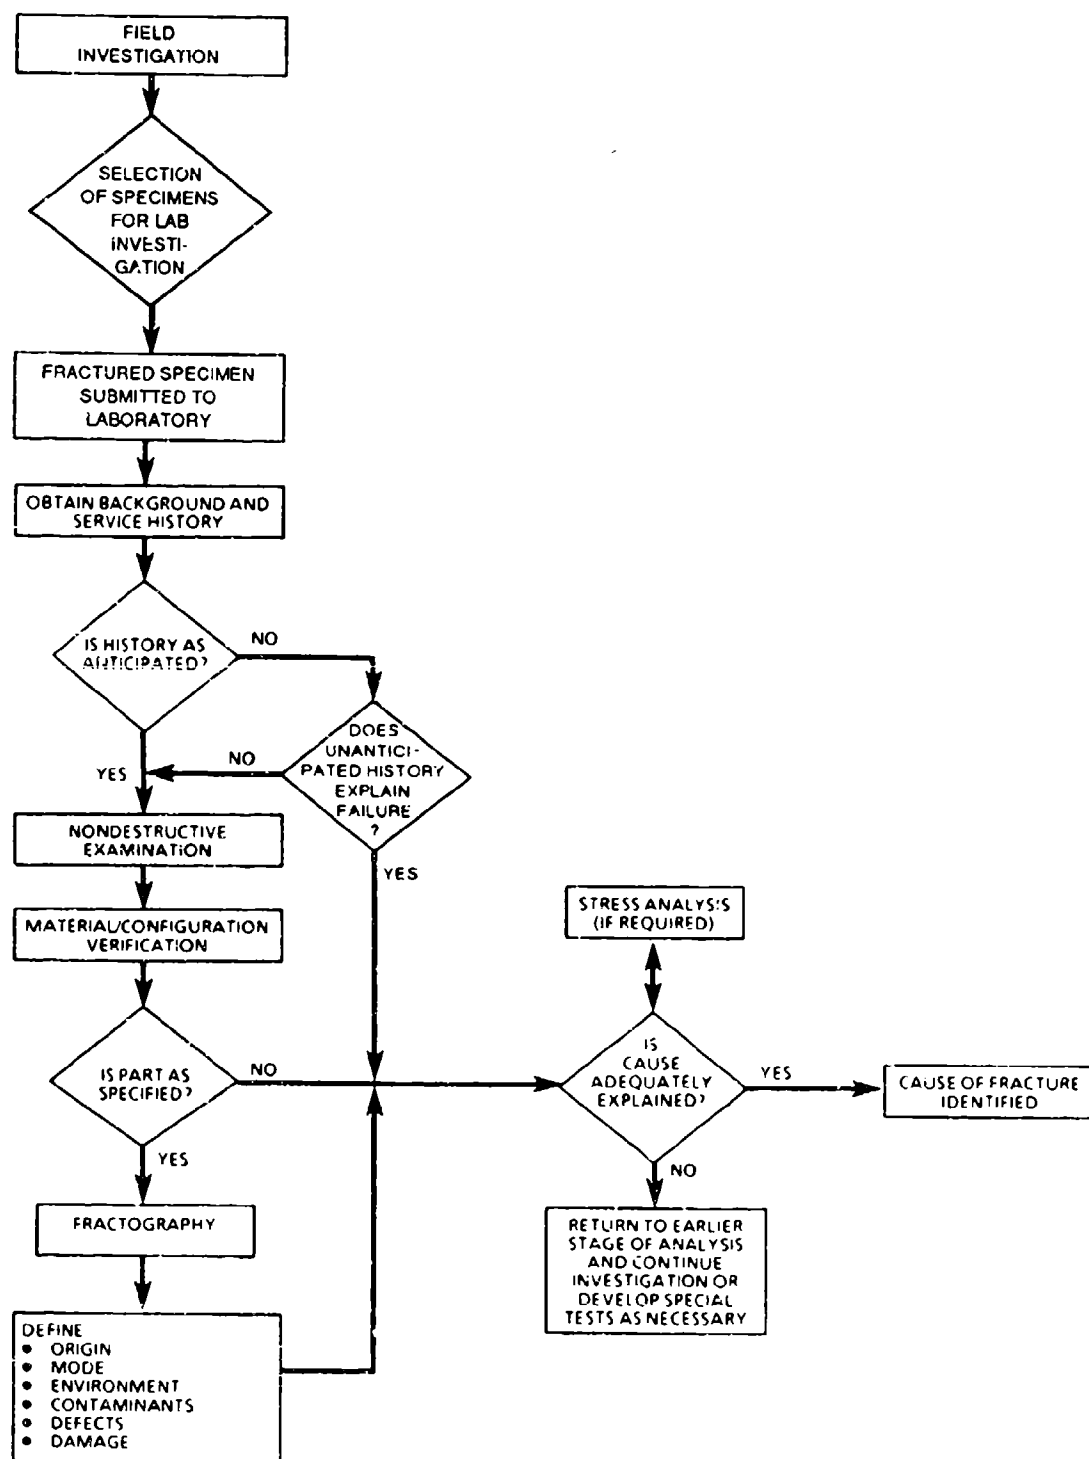 FIELD
INVESTIGATION
SELECTION
OF SPECIMENS
FOR LAB
INVESTI-
GATION
FRACTURED SPECIMEN
SUBMITTED TO
LABORATORY
OBTAIN BACKGROUND AND
SERVICE HISTORY
IS HISTORY AS
ANTICIPATED?
NO
DOES
UNANTICI-
PATED HISTORY
EXPLAIN
FAILURE
?
NO
YES
YES
NONDESTRUCTIVE
EXAMINATION
MATERIAL/CONFIGURATION
VERIFICATION
IS PART AS
SPECIFIED?
NO
YES
FRACTOGRAPHY
DEFINE
● ORIGIN
● MODE
● ENVIRONMENT
● CONTAMINANTS
● DEFECTS
● DAMAGE
STRESS ANALYSIS
(IF REQUIRED)
IS
CAUSE
ADEQUATELY
EXPLAINED?
YES
CAUSE OF FRACTURE
IDENTIFIED
NO
RETURN TO EARLIER
STAGE OF ANALYSIS
AND CONTINUE
INVESTIGATION OR
DEVELOP SPECIAL
TESTS AS NECESSARY